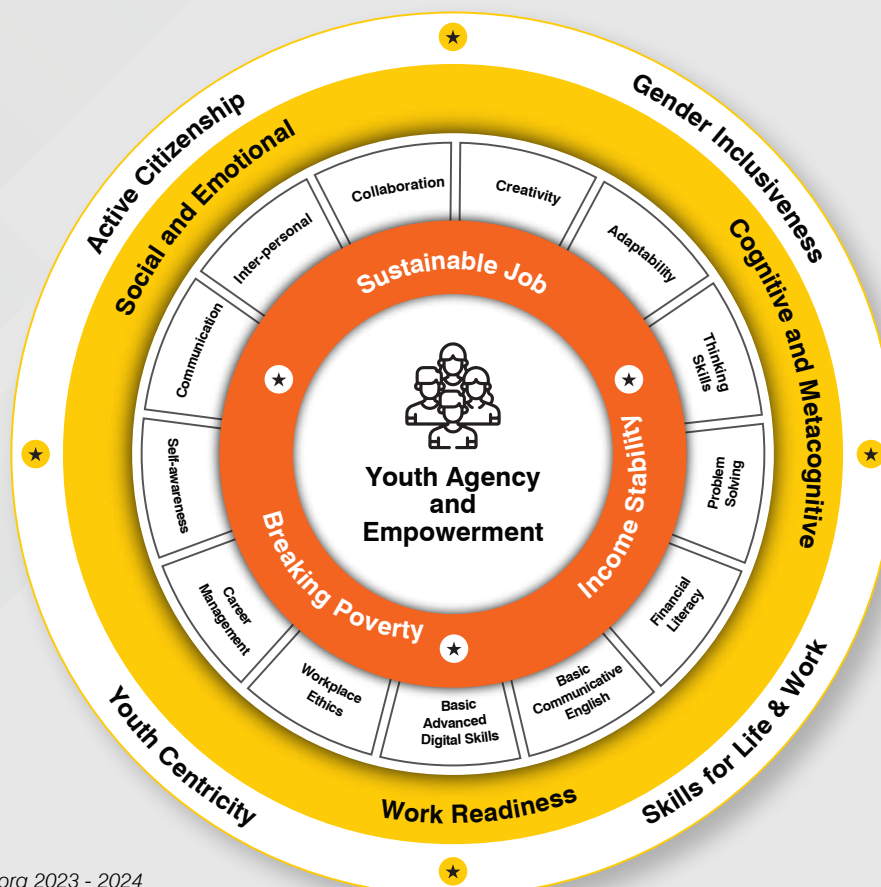 Active Citizenship
Gender Inclusiveness
Skills for Life & Work
Youth Centricity
Social and Emotional
Cognitive and Metacognitive
Work Readiness
Collaboration
Creativity
Adaptability
Thinking
Skills
Problem
Solving
Financial
Literacy
Basic
Communicative
English
Basic
Advanced
Digital Skills
Workplace
Ethics
Career
Management
Self-awareness
Communication
Inter-personal
Sustainable Job
Income Stability
Breaking Poverty
Youth Agency
and
Empowerment
org 2023 - 2024